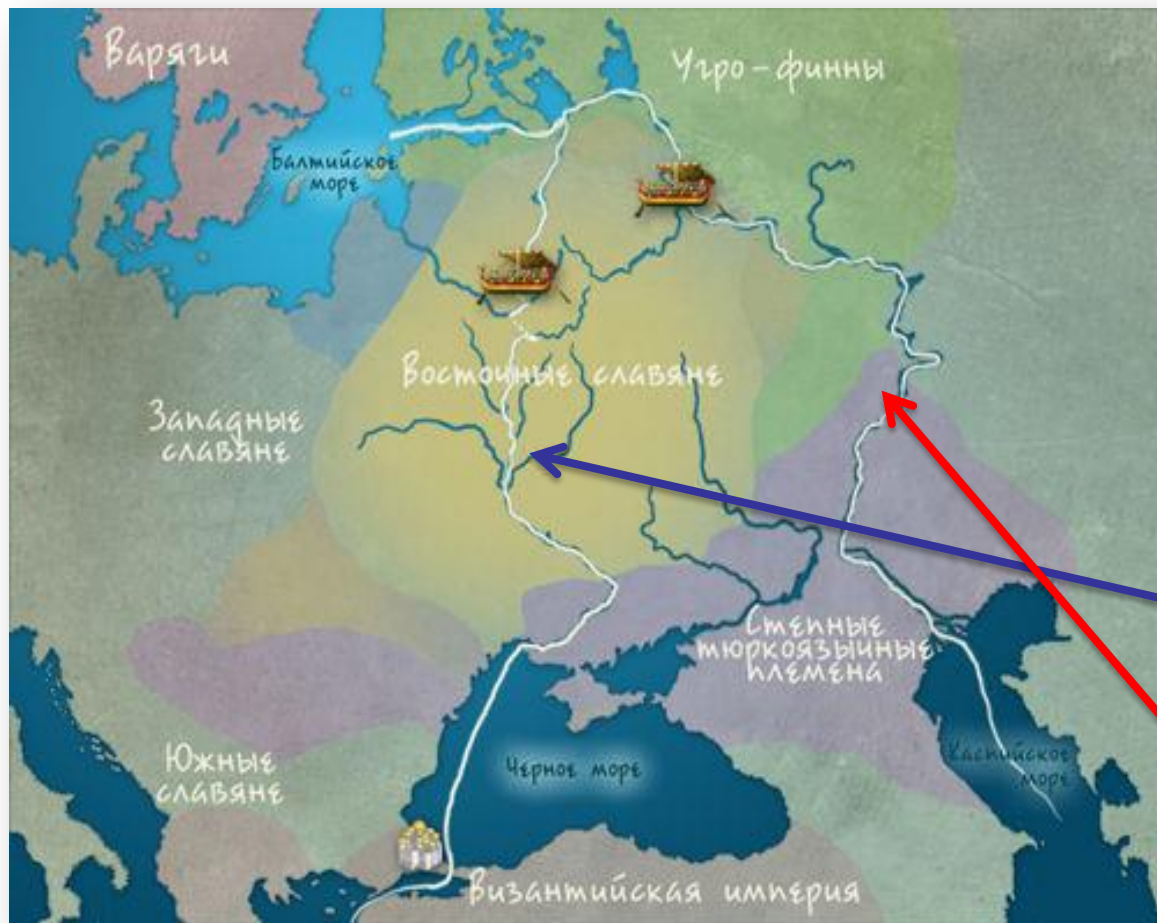 Варяги
Угро-финны
Балтийское
море
Восточные славяне
Западные
славяне
Степные
тюркоязычные
племена
Южные
славяне
Черное море
Каспийское
море
Византийская империя